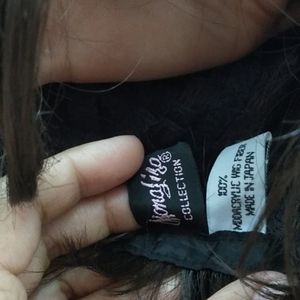 ®
COLLECTION
100%
MODACRYLIC WIG FIBER
MADE IN JAPAN